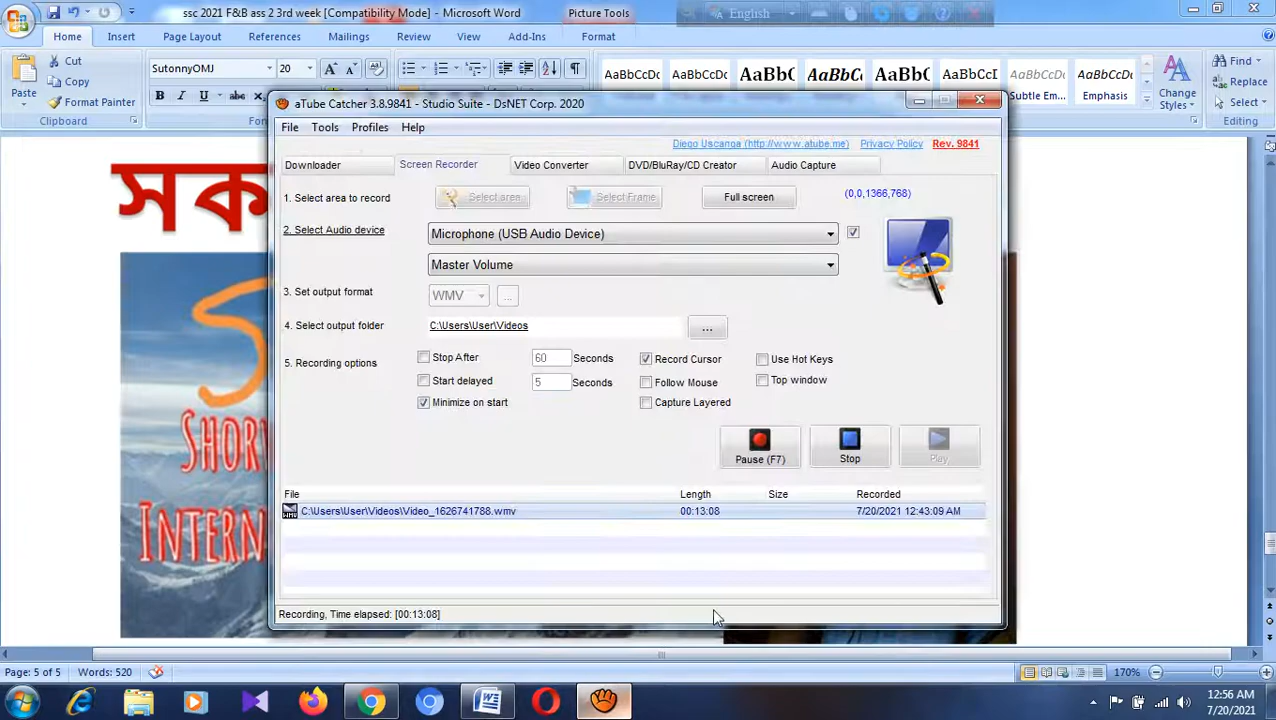 ssc 2021 F&B ass 2 3rd week [Compatibility Mode] - Microsoft Word
Picture Tools
English
Home Insert Page Layout References Mailings Review View Add-Ins Format
Paste
Cut
Copy
Format Painter
Clipboard
SutonnyOMJ 20
B I U
AaBbCcDc AaBbCcDc AaBbC AaBbCc AaBbC AaBbCcI AaBbCcDc AaBbCcDc
Subtle Em... Emphasis
Change Styles
Find
Replace
Select
Editing
aTube Catcher 3.8.9841 - Studio Suite - DsNET Corp. 2020
File Tools Profiles Help
Diego Uscanga (http://www.atube.me) Privacy Policy Rev. 9841
Downloader Screen Recorder Video Converter DVD/BluRay/CD Creator Audio Capture
1. Select area to record Select area Select Frame Full screen (0,0,1366,768)
2. Select Audio device Microphone (USB Audio Device)
Master Volume
3. Set output format WMV ...
4. Select output folder C:\Users\User\Videos ...
5. Recording options Stop After 60 Seconds Record Cursor Use Hot Keys
Start delayed 5 Seconds Follow Mouse Top window
Minimize on start Capture Layered
Pause (F7) Stop Play
File Length Size Recorded
C:\Users\User\Videos\Video_1626741788.wmv 00:13:08 7/20/2021 12:43:09 AM
Recording, Time elapsed: [00:13:08]
Page: 5 of 5 Words: 520 170%
12:56 AM
7/20/2021